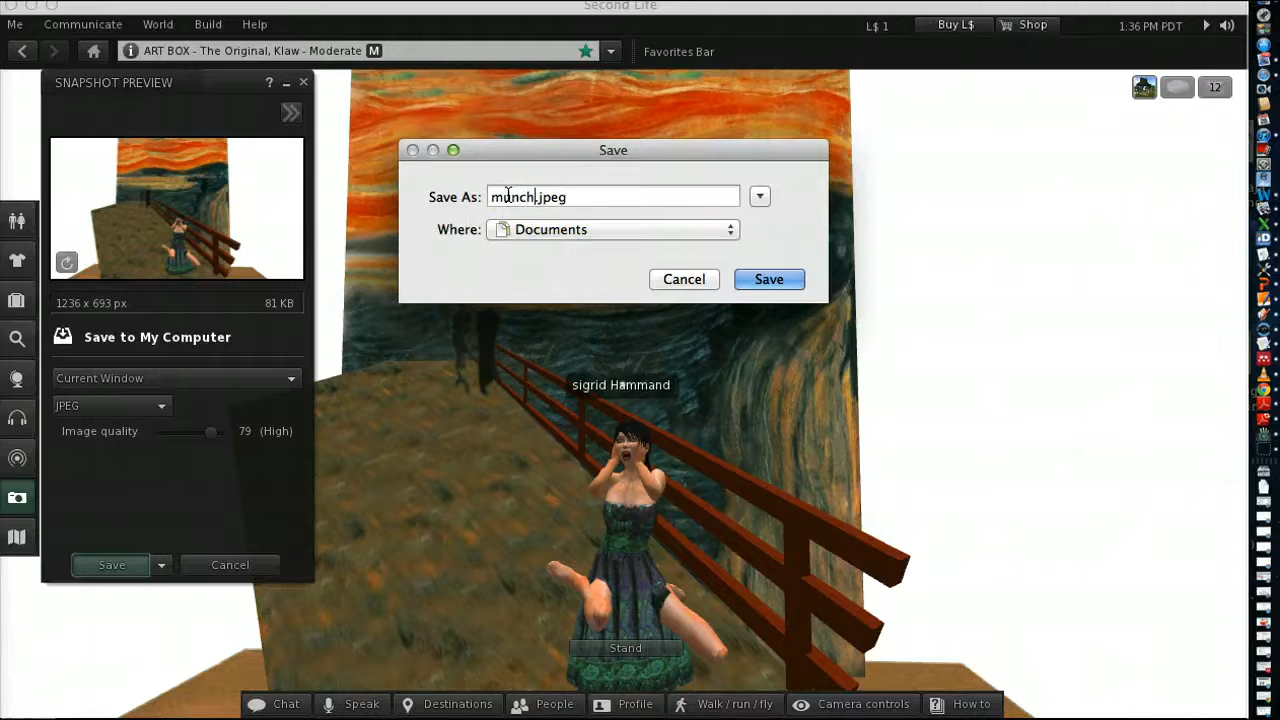 Second Life
Me Communicate World Build Help
L$ 1 Buy L$ Shop 1:36 PM PDT
ART BOX - The Original, Klaw - Moderate M
Favorites Bar
SNAPSHOT PREVIEW ?
12
Save
Save As: munch.jpeg
Where: Documents
Cancel Save
1236 x 693 px 81 KB
Save to My Computer
Current Window
sigrid Hammand
JPEG
Image quality 79 (High)
Save Cancel
Stand
Chat Speak Destinations People Profile Walk / run / fly Camera controls How to